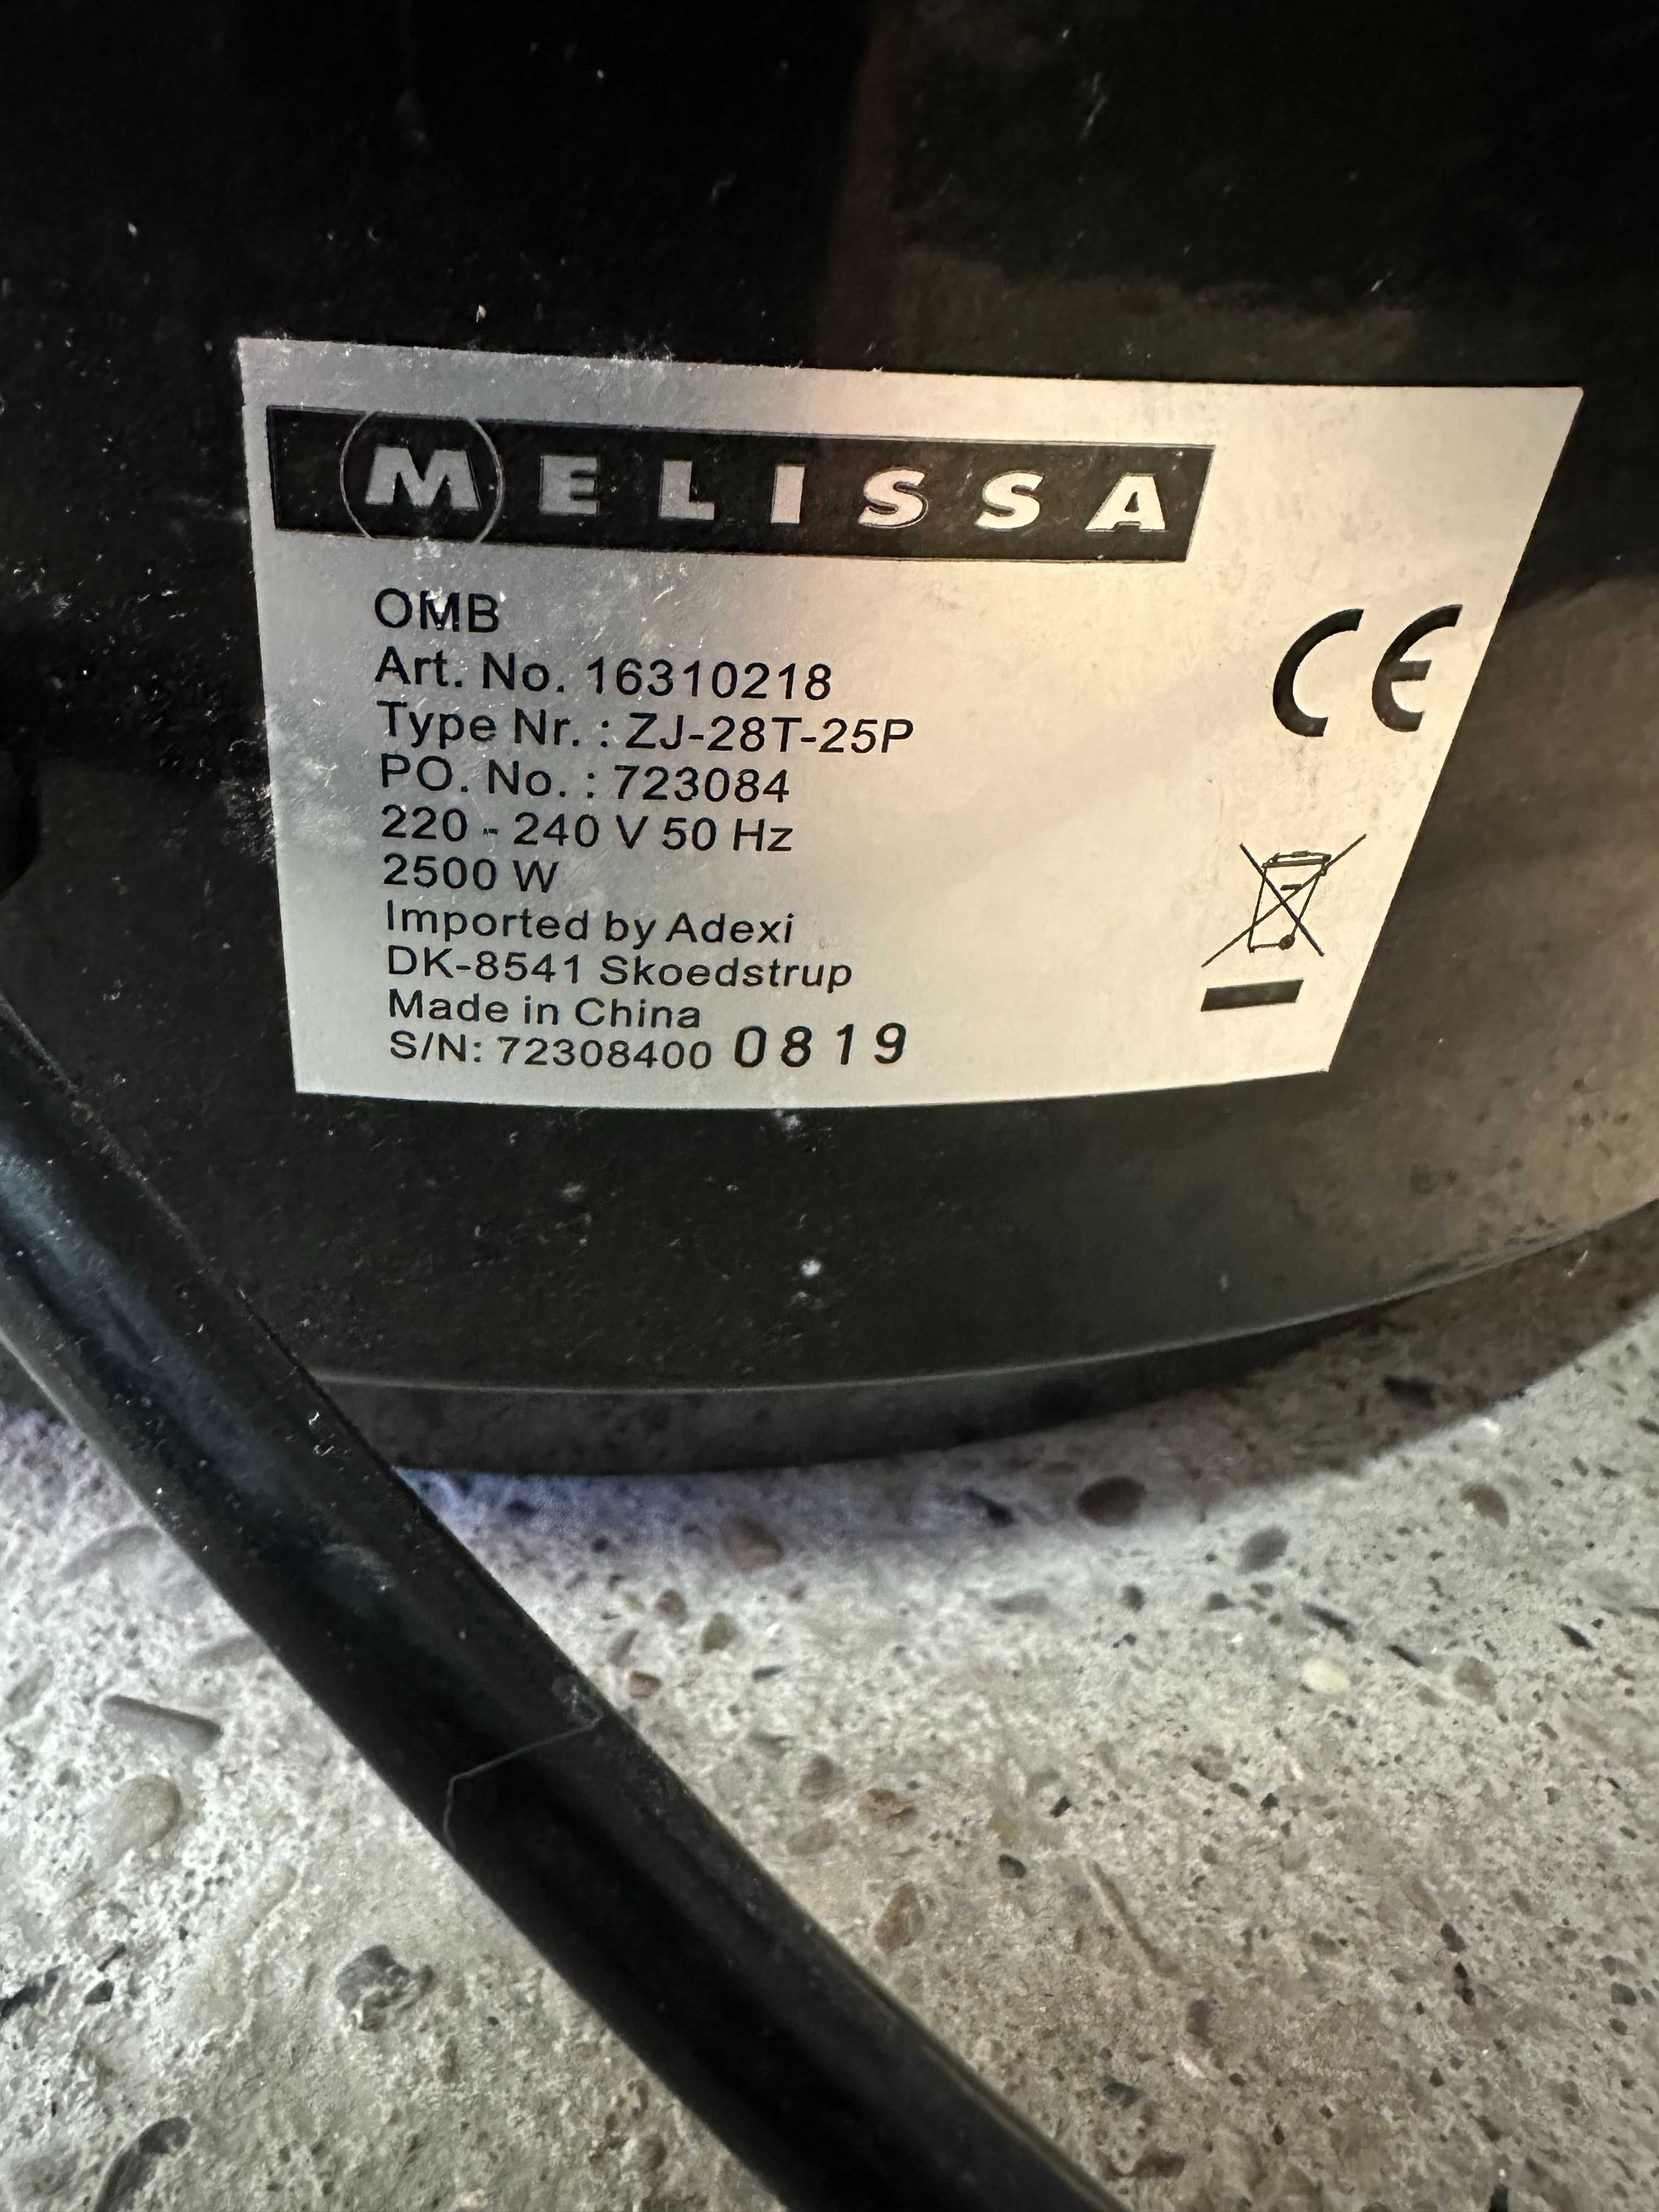 MELISSA
OMB
Art. No. 16310218
Type Nr. : ZJ-28T-25P
PO. No. : 723084
220 - 240 V 50 Hz
2500 W
Imported by Adexi
DK-8541 Skoedstrup
Made in China
S/N: 72308400 0819
CE